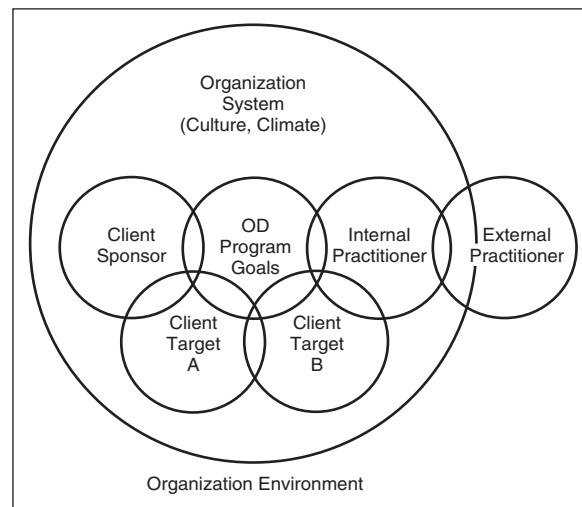 Organization
System
(Culture, Climate)
Client
Sponsor
OD
Program
Goals
Internal
Practitioner
External
Practitioner
Client
Target
A
Client
Target
B
Organization Environment